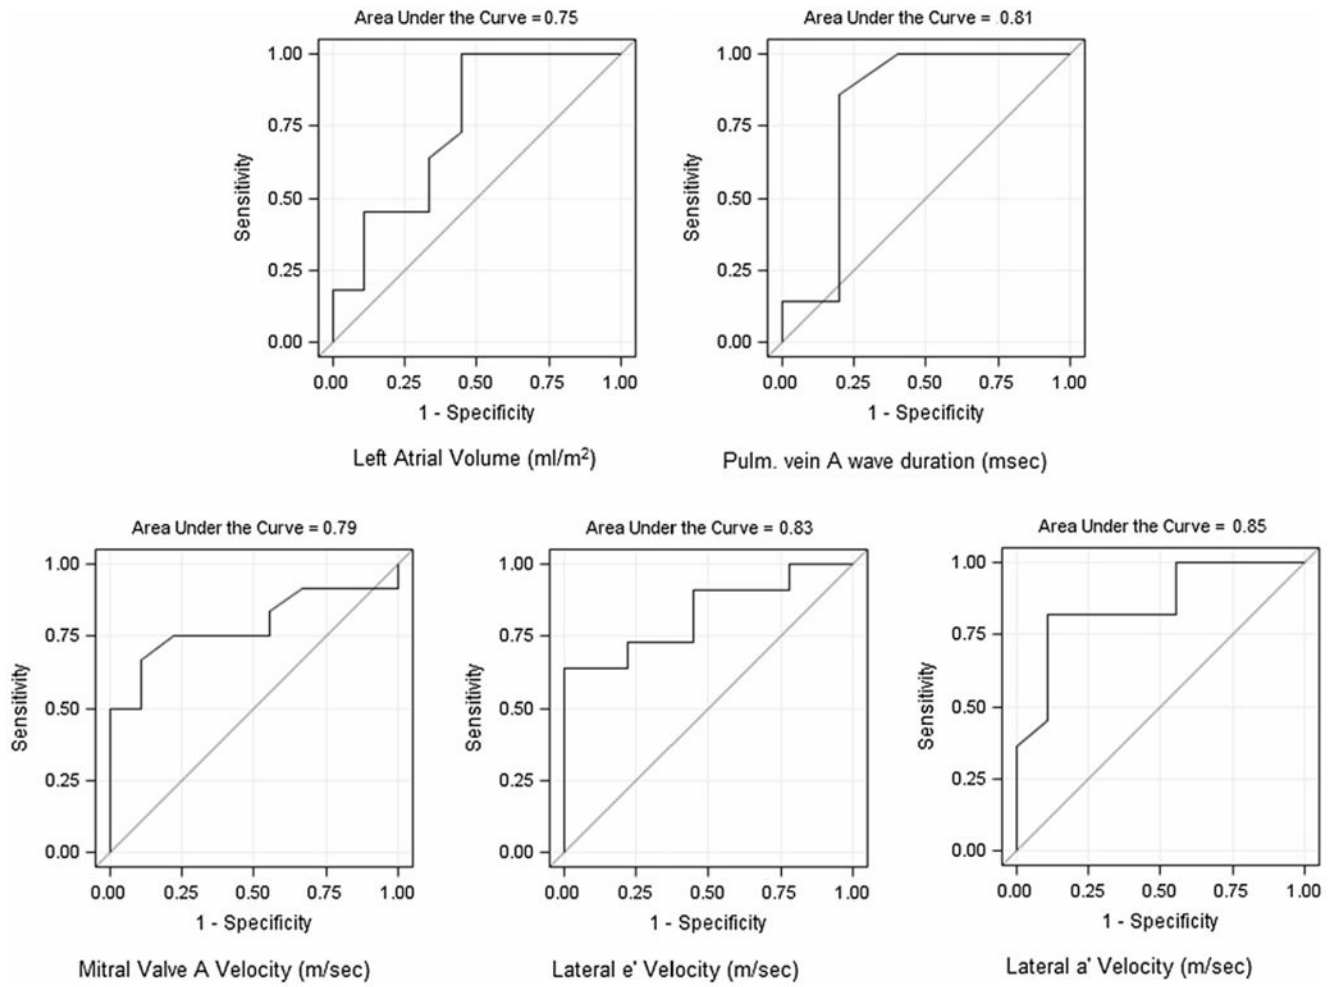 Area Under the Curve = 0.75
1.00
0.75
0.50
0.25
0.00
Sensitivity
0.00 0.25 0.50 0.75 1.00
1 - Specificity
Left Atrial Volume (ml/m²)
Area Under the Curve = .0.81
1.00
0.75
0.50
0.25
0.00
Sensitivity
0.00 0.25 0.50 0.75 1.00
1 - Specificity
Pulm. vein A wave duration (msec)
Area Under the Curve = 0.79
1.00
0.75
0.50
0.25
0.00
Sensitivity
0.00 0.25 0.50 0.75 1.00
1 - Specificity
Mitral Valve A Velocity (m/sec)
Area Under the Curve = 0.83
1.00
0.75
0.50
0.25
0.00
Sensitivity
0.00 0.25 0.50 0.75 1.00
1 - Specificity
Lateral e' Velocity (m/sec)
Area Under the Curve = 0.85
1.00
0.75
0.50
0.25
0.00
Sensitivity
0.00 0.25 0.50 0.75 1.00
1 - Specificity
Lateral a' Velocity (m/sec)